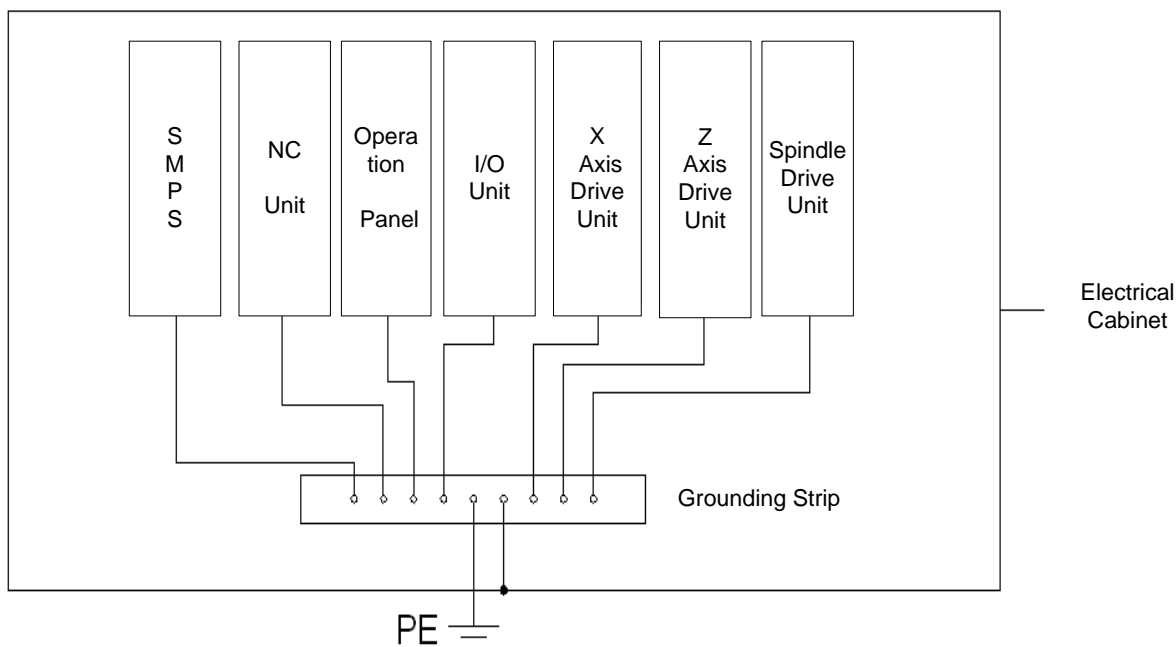 S
M
P
S
NC
Unit
Opera
tion
Panel
I/O
Unit
X
Axis
Drive
Unit
Z
Axis
Drive
Unit
Spindle
Drive
Unit
Electrical
Cabinet
Grounding Strip
PE